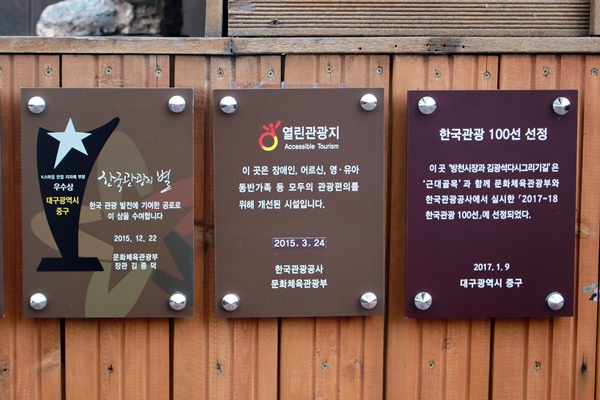 K스마일 친절 지자체 부문
우수상
대구광역시
중구
한국관광의 별
한국 관광 발전에 기여한 공로로
이 상을 수여합니다
2015. 12. 22
문화체육관광부
장관 김 종 덕
열린관광지
Accessible Tourism
이 곳은 장애인, 어르신, 영·유아
동반가족 등 모두의 관광편의를
위해 개선된 시설입니다.
2015. 3. 24
한국관광공사
문화체육관광부
한국관광 100선 선정
이 곳 '방천시장과 김광석다시그리기길'은
'근대골목'과 함께 문화체육관광부와
한국관광공사에서 실시한 「2017-18
한국관광 100선」에 선정되었다.
2017. 1. 9
대구광역시 중구